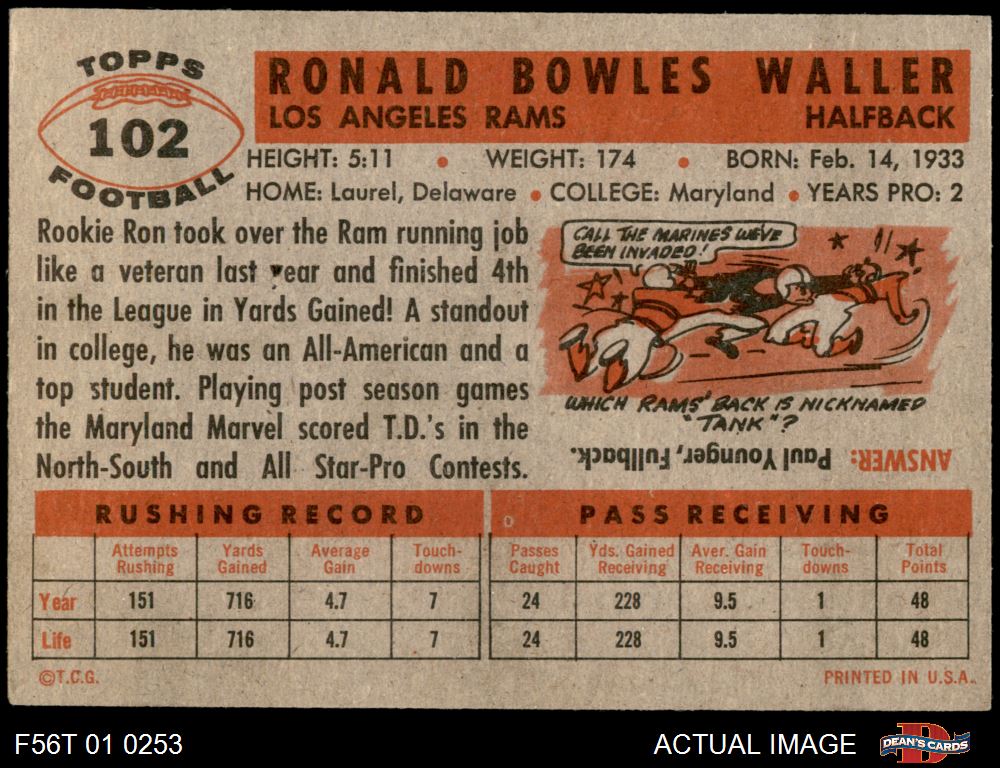 TOPPS
102
FOOTBALL
RONALD BOWLES WALLER
LOS ANGELES RAMS HALFBACK
HEIGHT: 5:11 • WEIGHT: 174 • BORN: Feb. 14, 1933
HOME: Laurel, Delaware • COLLEGE: Maryland • YEARS PRO: 2
Rookie Ron took over the Ram running job
like a veteran last year and finished 4th
in the League in Yards Gained! A standout
in college, he was an All-American and a
top student. Playing post season games
the Maryland Marvel scored T.D.'s in the
North-South and All Star-Pro Contests.
CALL THE MARINES WE'VE
BEEN INVADED!
WHICH RAMS' BACK IS NICKNAMED
"TANK"?
ANSWER: Paul Younger, Fullback.
RUSHING RECORD
Attempts Yards Average Touch-
Rushing Gained Gain downs
Year 151 716 4.7 7
Life 151 716 4.7 7
D PASS RECEIVING
Passes Yds. Gained Aver. Gain Touch- Total
Caught Receiving Receiving downs Points
24 228 9.5 1 48
24 228 9.5 1 48
©T.C.G. PRINTED IN U.S.A.
F56T 01 0253 ACTUAL IMAGE D DEAN'S CARDS